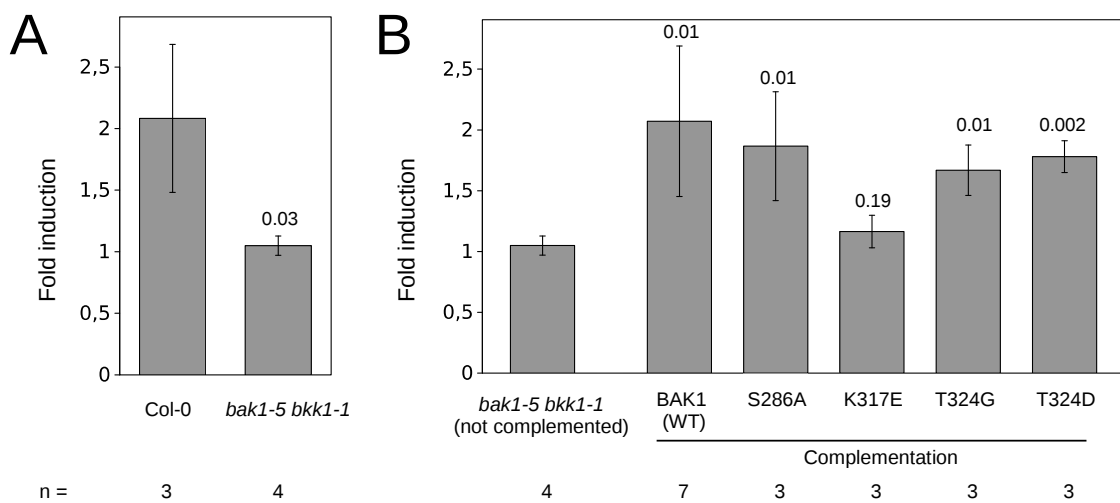 A
Fold induction
2,5
2
1,5
1
0,5
0
0.03
Col-0
bak1-5 bkk1-1
n =
3
4
B
Fold induction
2,5
2
1,5
1
0,5
0
0.01
0.01
0.19
0.01
0.002
bak1-5 bkk1-1
(not complemented)
BAK1
(WT)
S286A
K317E
T324G
T324D
Complementation
4
7
3
3
3
3